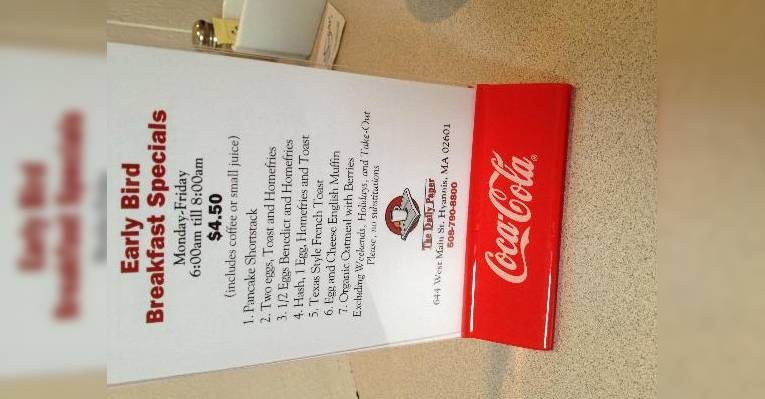 Early Bird
Breakfast Specials
Monday-Friday
6:00am till 8:00am
$4.50
(includes coffee or small juice)
1. Pancake Shortstack
2. Two eggs, Toast and Homefries
3. 1/2 Eggs Benedict and Homefries
4. Hash, 1 Egg, Homefries and Toast
5. Texas Style French Toast
6. Egg and Cheese English Muffin
7. Organic Oatmeal with Berries
Excluding Weekends, Holidays, and Take-Out
Please, no substitutions
The Daily Paper
644 West Main St. Hyannis, MA 02601
508-790-8800
Coca-Cola®